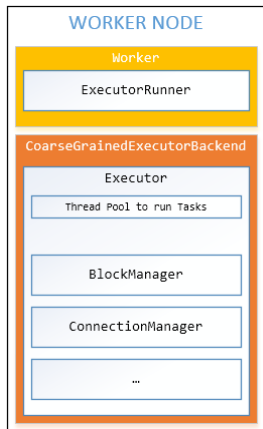 WORKER NODE
Worker
ExecutorRunner
CoarseGrainedExecutorBackend
Executor
Thread Pool to run Tasks
BlockManager
ConnectionManager
…